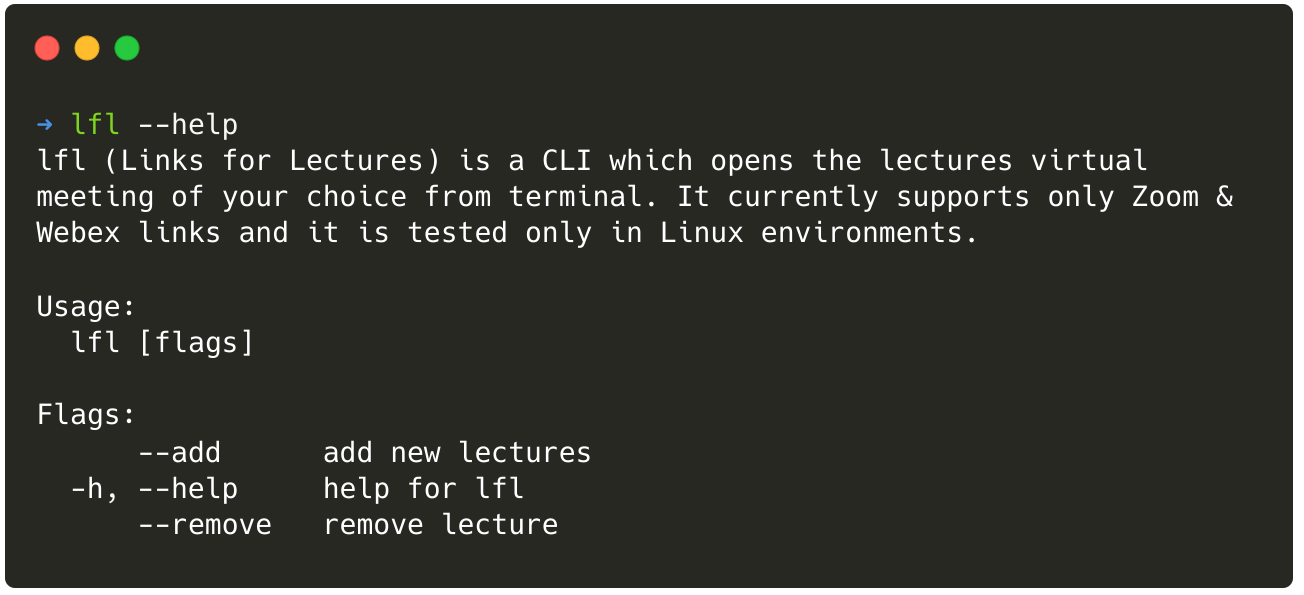 ➜ lfl --help
lfl (Links for Lectures) is a CLI which opens the lectures virtual
meeting of your choice from terminal. It currently supports only Zoom &
Webex links and it is tested only in Linux environments.

Usage:
  lfl [flags]

Flags:
      --add      add new lectures
  -h, --help     help for lfl
      --remove   remove lecture